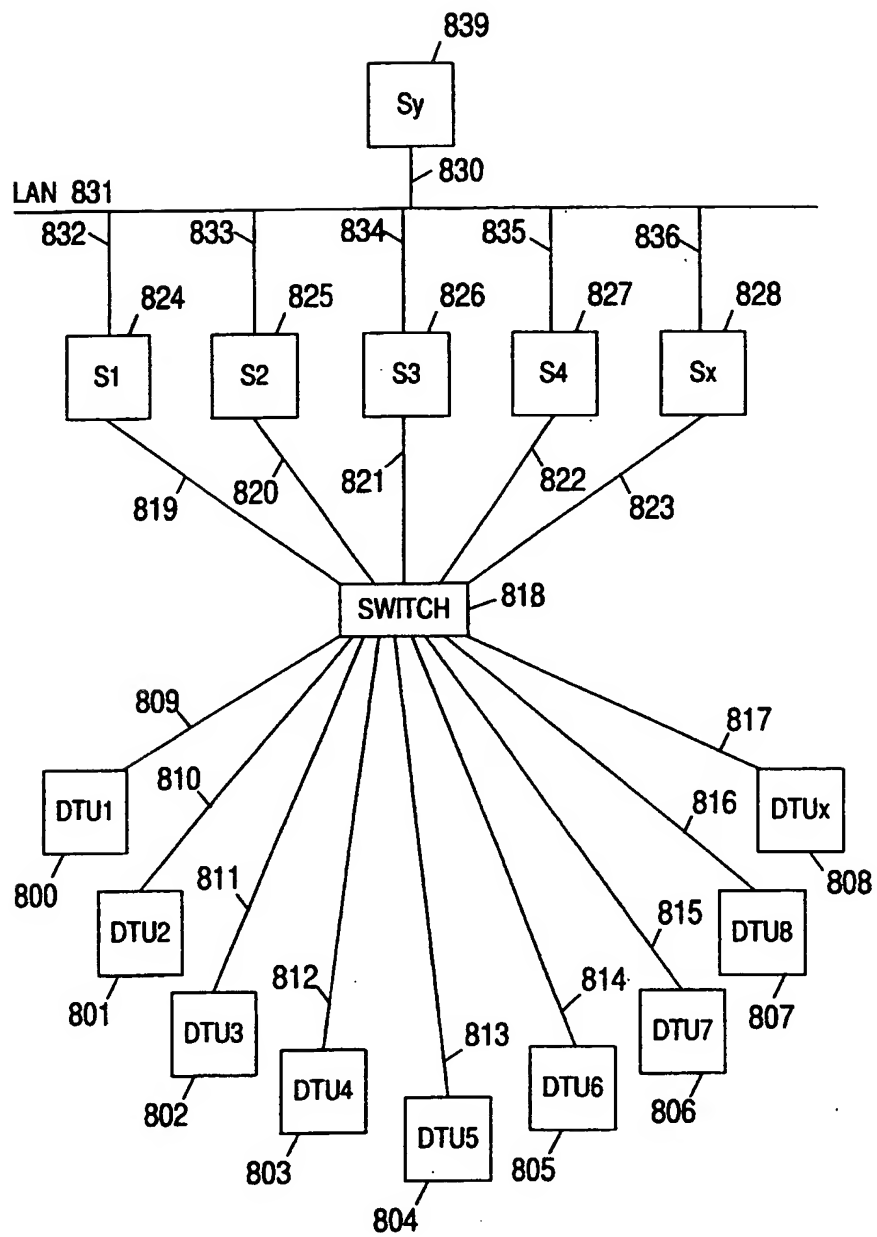 839
Sy
830
LAN 831
832 833 834 835 836
824 825 826 827 828
S1 S2 S3 S4 Sx
819 820 821 822 823
SWITCH 818
809 817
810 816
DTU1 DTUx
811 815
800 808
DTU2 DTU8
812 814
801 807
813
DTU3 DTU7
DTU4 DTU6
802 806
DTU5
803 805
804